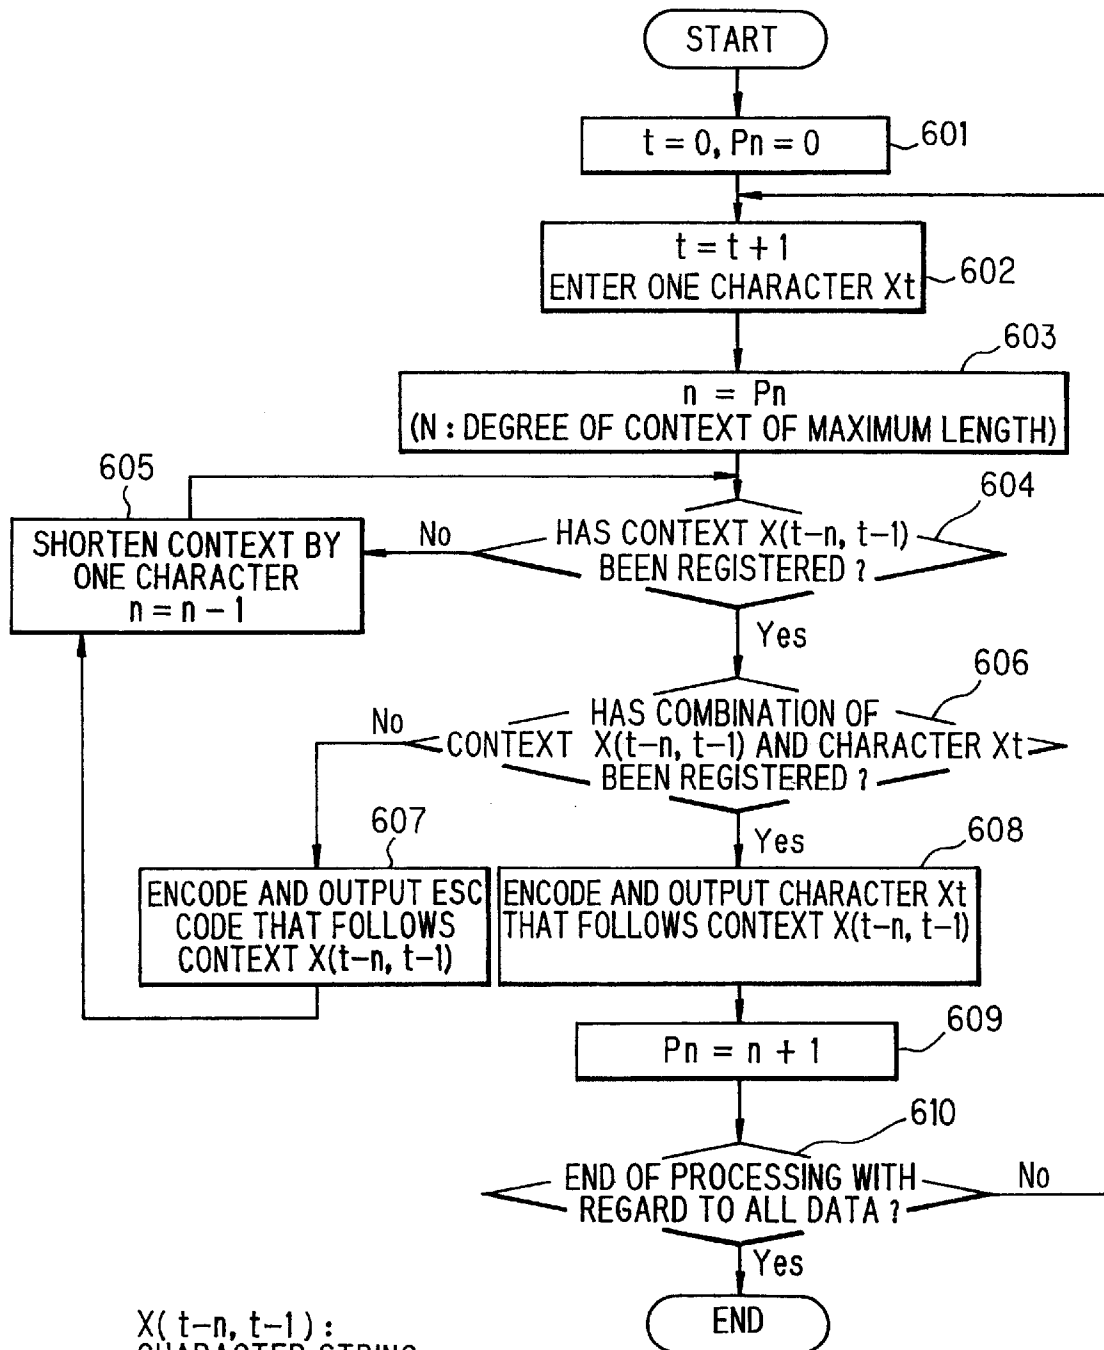 START
t = 0, Pn = 0
601
t = t + 1
ENTER ONE CHARACTER Xt
602
603
n = Pn
(N : DEGREE OF CONTEXT OF MAXIMUM LENGTH)
605
SHORTEN CONTEXT BY
ONE CHARACTER
n = n - 1
604
No
HAS CONTEXT X(t-n, t-1)
BEEN REGISTERED ?
Yes
606
No
HAS COMBINATION OF
CONTEXT X(t-n, t-1) AND CHARACTER Xt
BEEN REGISTERED ?
Yes
607
ENCODE AND OUTPUT ESC
CODE THAT FOLLOWS
CONTEXT X(t-n, t-1)
608
ENCODE AND OUTPUT CHARACTER Xt
THAT FOLLOWS CONTEXT X(t-n, t-1)
609
Pn = n + 1
610
END OF PROCESSING WITH
REGARD TO ALL DATA ?
No
Yes
END
X( t-n, t-1 ) :
CHARACTER STRING